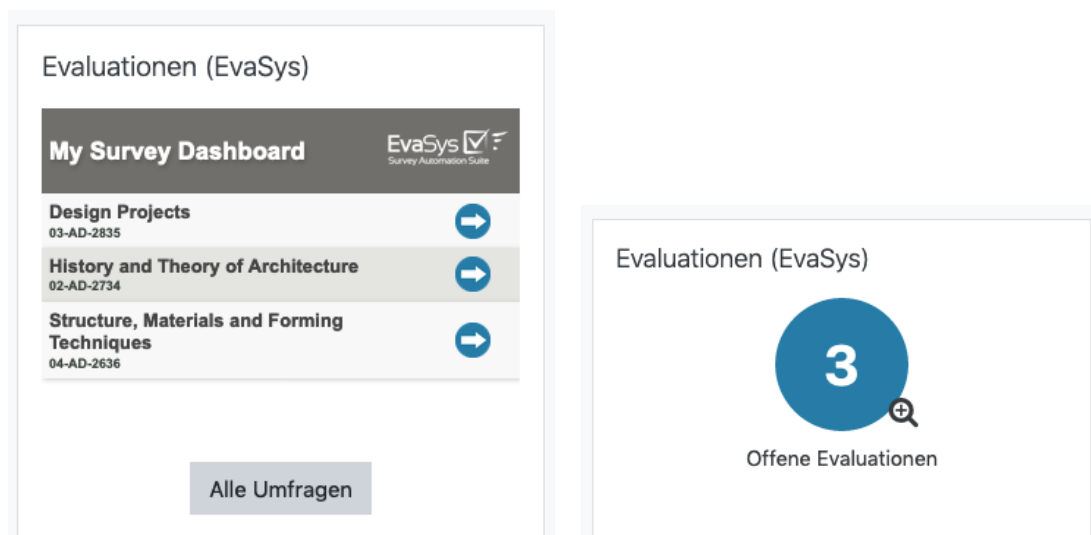 Evaluationen (EvaSys)
My Survey Dashboard
EvaSys
Survey Automation Suite
Design Projects
03-AD-2835
History and Theory of Architecture
02-AD-2734
Structure, Materials and Forming
Techniques
04-AD-2636
Alle Umfragen
Evaluationen (EvaSys)
3
Offene Evaluationen